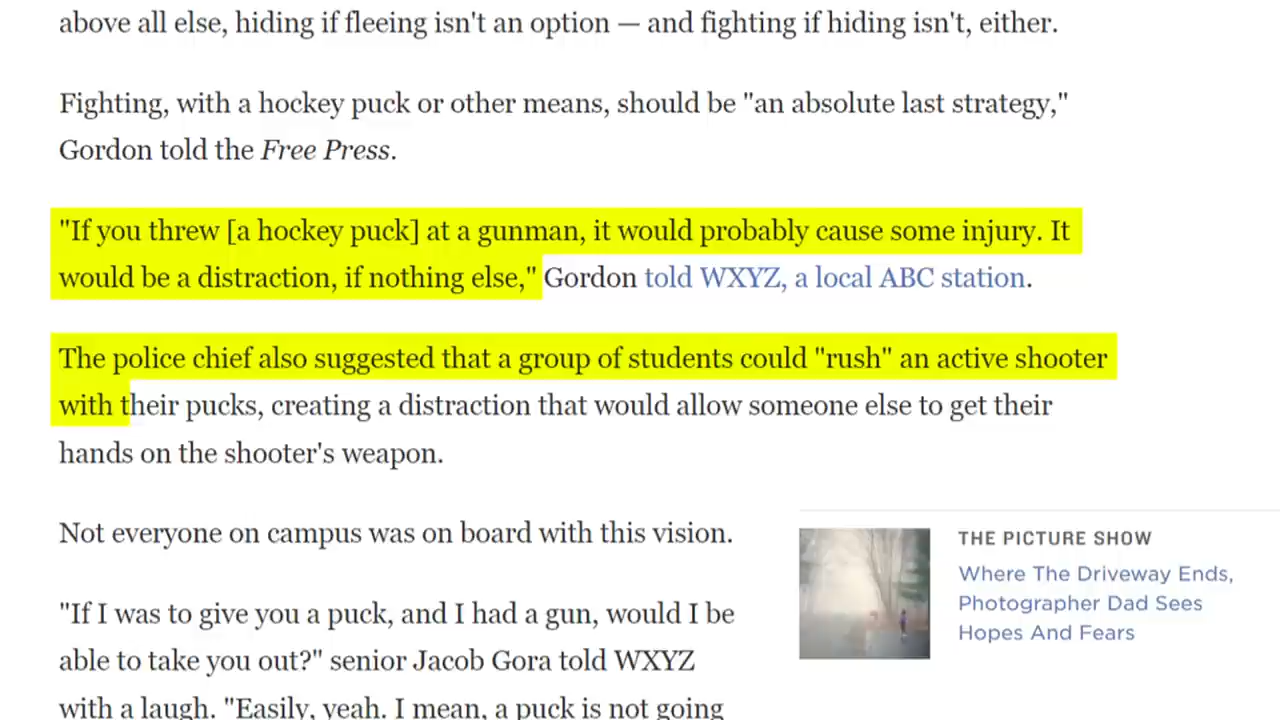 above all else, hiding if fleeing isn't an option — and fighting if hiding isn't, either.
Fighting, with a hockey puck or other means, should be "an absolute last strategy,"
Gordon told the Free Press.
"If you threw [a hockey puck] at a gunman, it would probably cause some injury. It
would be a distraction, if nothing else," Gordon told WXYZ, a local ABC station.
The police chief also suggested that a group of students could "rush" an active shooter
with their pucks, creating a distraction that would allow someone else to get their
hands on the shooter's weapon.
Not everyone on campus was on board with this vision.
"If I was to give you a puck, and I had a gun, would I be
able to take you out?" senior Jacob Gora told WXYZ
with a laugh. "Easily, yeah. I mean, a puck is not going
THE PICTURE SHOW
Where The Driveway Ends,
Photographer Dad Sees
Hopes And Fears